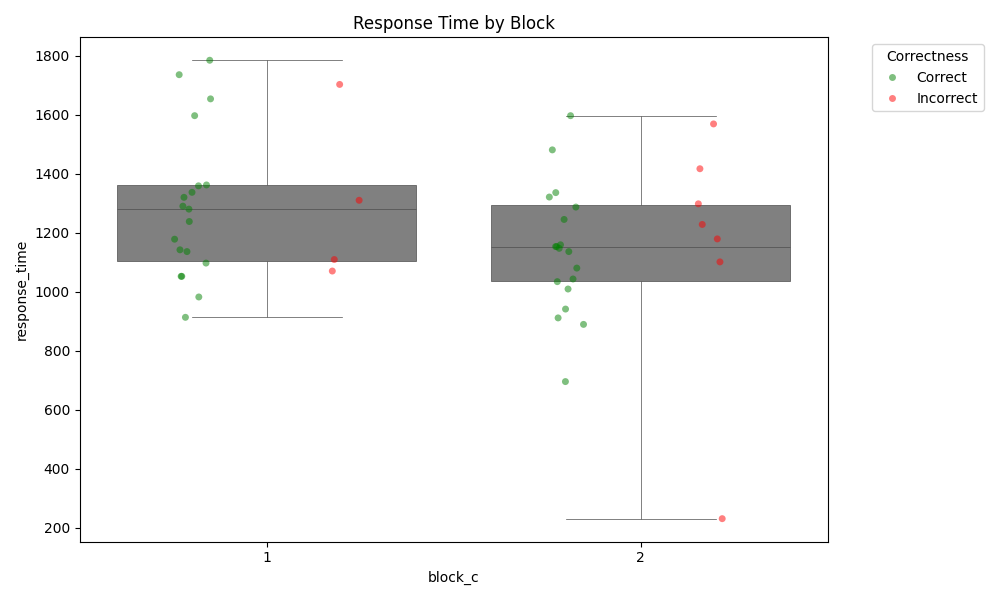 Response Time by Block
Correctness
Correct
Incorrect
1800
1600
1400
1200
1000
800
600
400
200
response_time
1 2
block_c